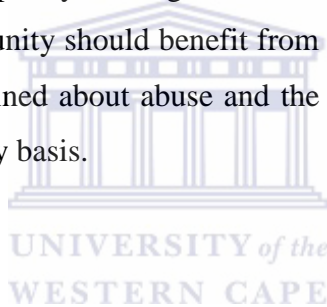 unity should benefit from
ned about abuse and the
y basis.
UNIVERSITY of the
WESTERN CAPE